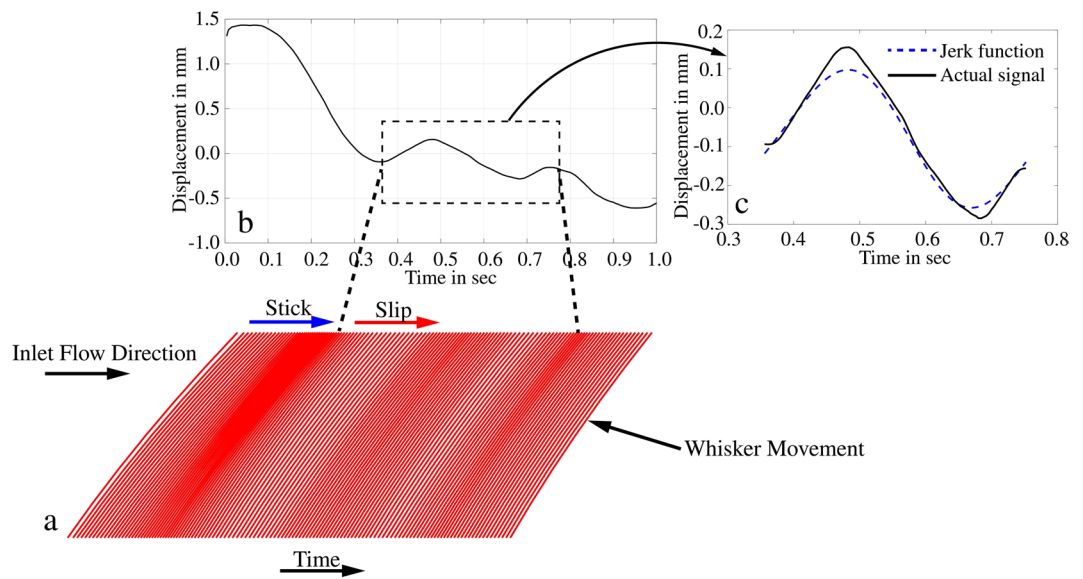 1.5
1.0
0.5
0.0
-0.5
-1.0
Displacement in mm
b
0.0 0.1 0.2 0.3 0.4 0.5 0.6 0.7 0.8 0.9 1.0
Time in sec
0.2
0.1
0.0
-0.1
-0.2
-0.3
Displacement in mm
Jerk function
Actual signal
c
0.3 0.4 0.5 0.6 0.7 0.8
Time in sec
Stick
Slip
Inlet Flow Direction
Whisker Movement
a
Time